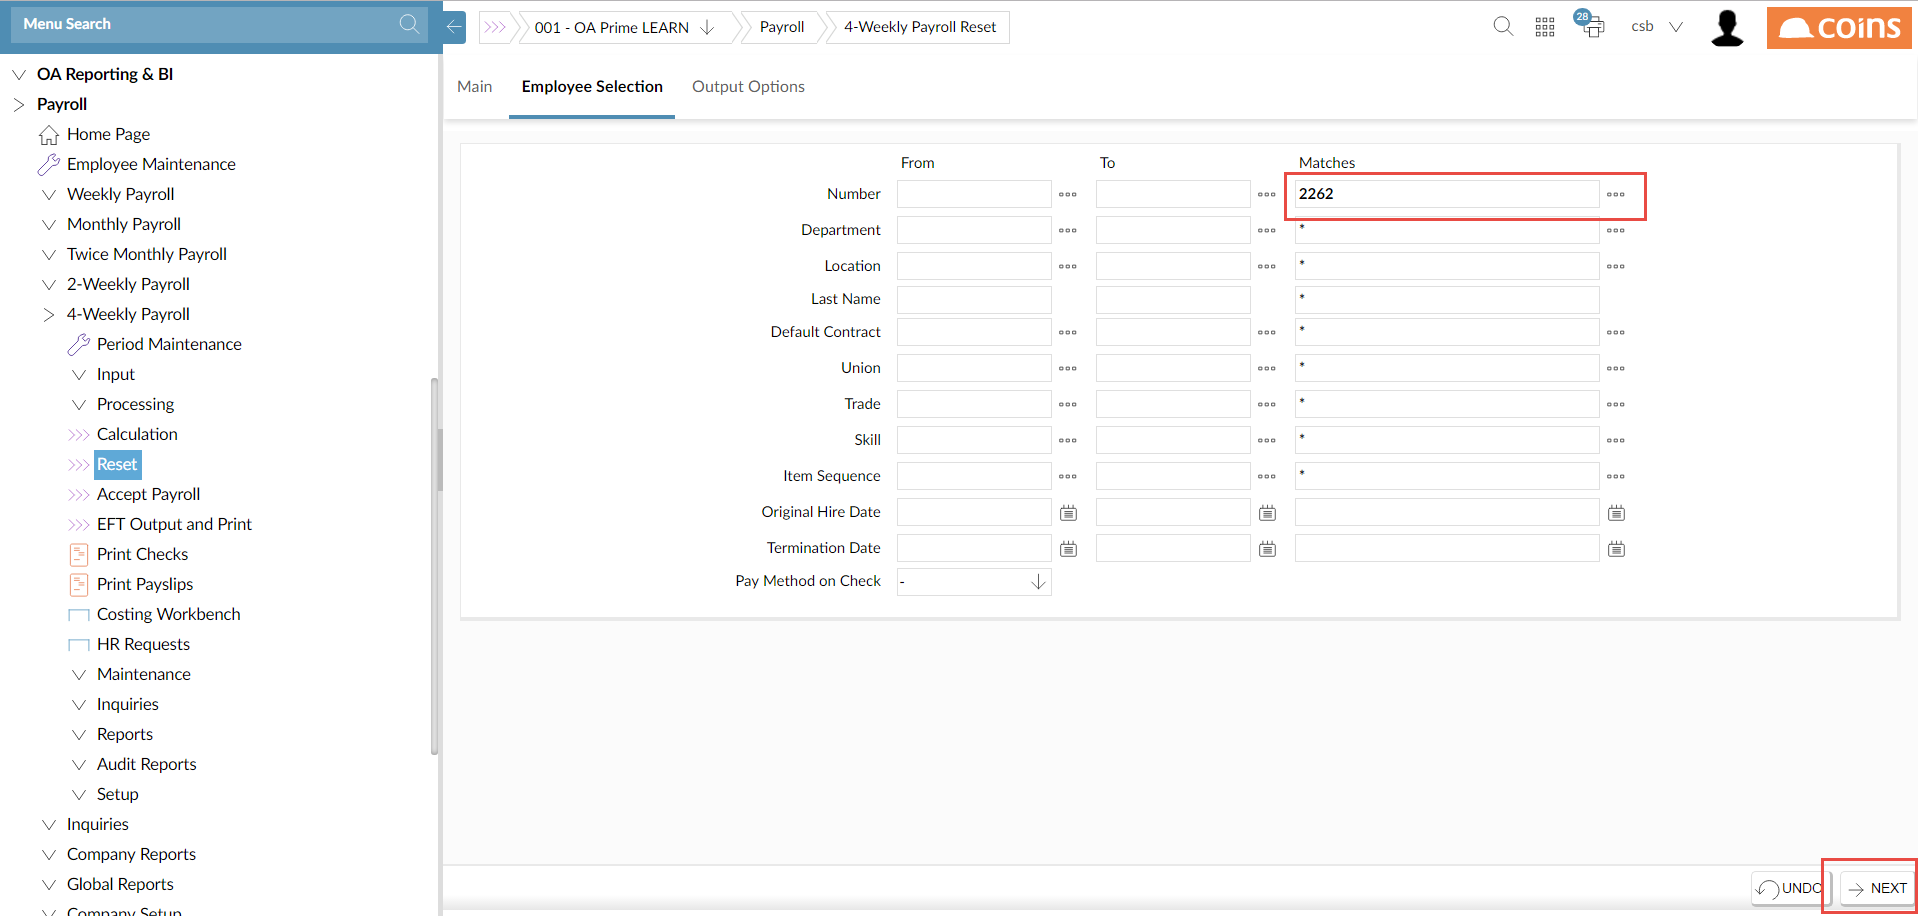 Menu Search
OA Reporting & BI
Payroll
Home Page
Employee Maintenance
Weekly Payroll
Monthly Payroll
Twice Monthly Payroll
2-Weekly Payroll
4-Weekly Payroll
Period Maintenance
Input
Processing
Calculation
Reset
Accept Payroll
EFT Output and Print
Print Checks
Print Payslips
Costing Workbench
HR Requests
Maintenance
Inquiries
Reports
Audit Reports
Setup
Inquiries
Company Reports
Global Reports
Company Setup
001 - OA Prime LEARN Payroll 4-Weekly Payroll Reset
28
csb
coins
Main Employee Selection Output Options
From To Matches
Number 2262
Department *
Location *
Last Name *
Default Contract *
Union *
Trade *
Skill *
Item Sequence *
Original Hire Date
Termination Date
Pay Method on Check -
UNDO NEXT